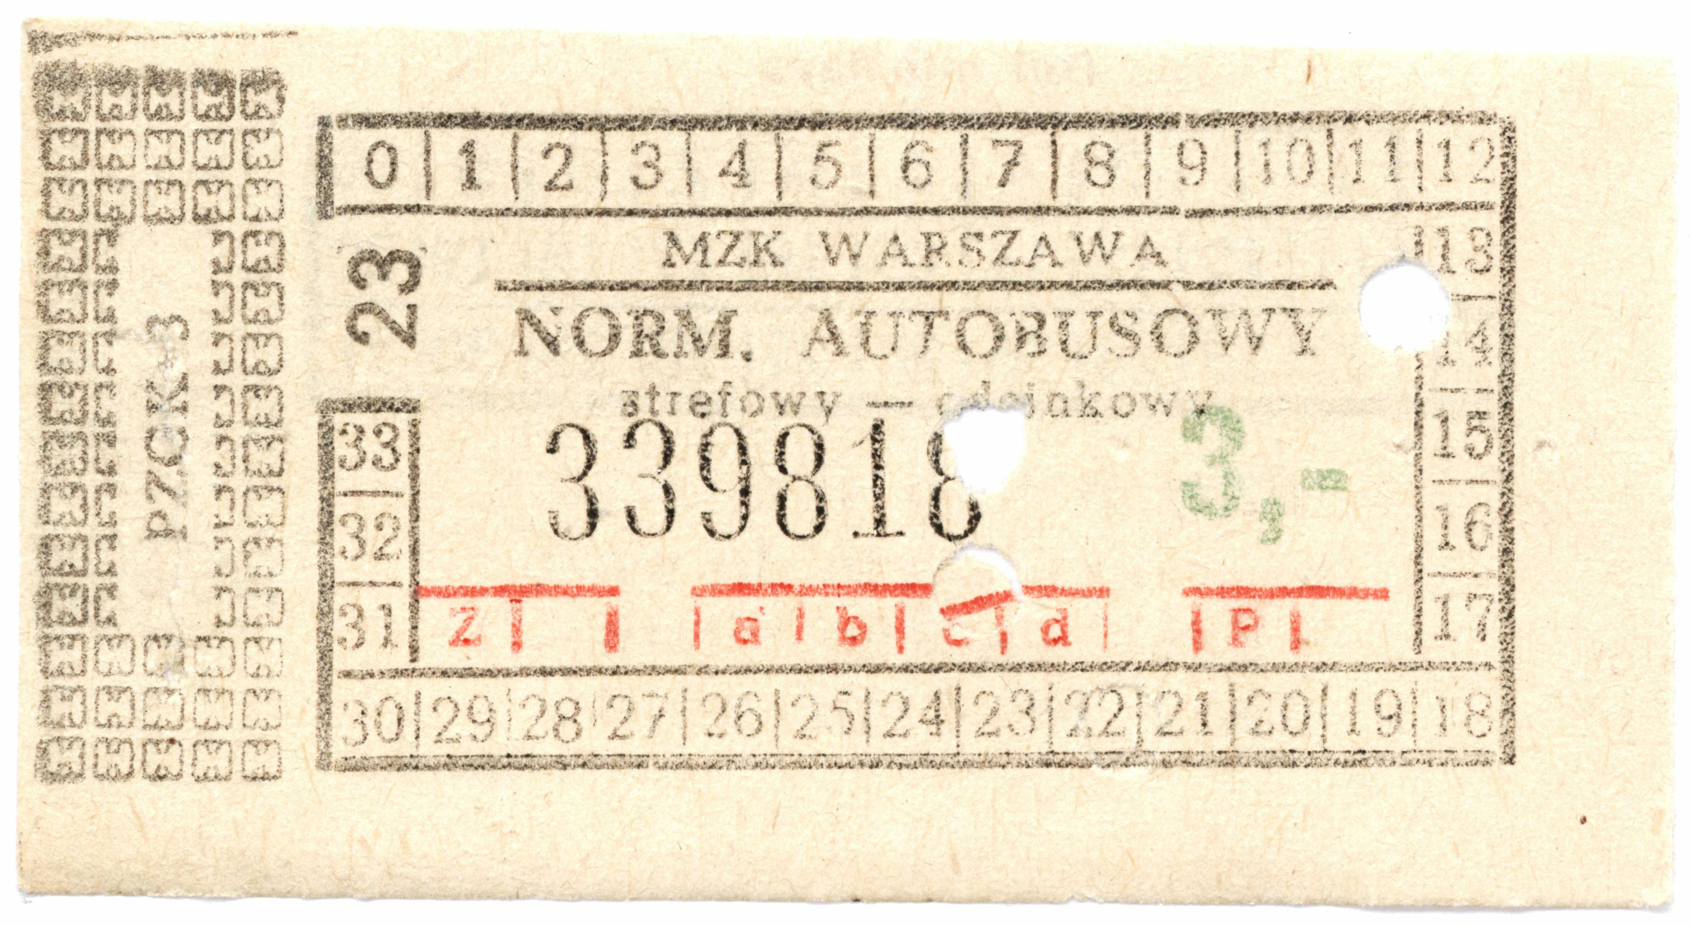 0 1 2 3 4 5 6 7 8 9 10 11 12
MZK WARSZAWA
13
23
NORM. AUTOBUSOWY
14
PZGK-3
strefowy — odcinkowy
33
339818
3,-
15
32
16
31
Z a b c d P
17
30 29 28 27 26 25 24 23 22 21 20 19 18